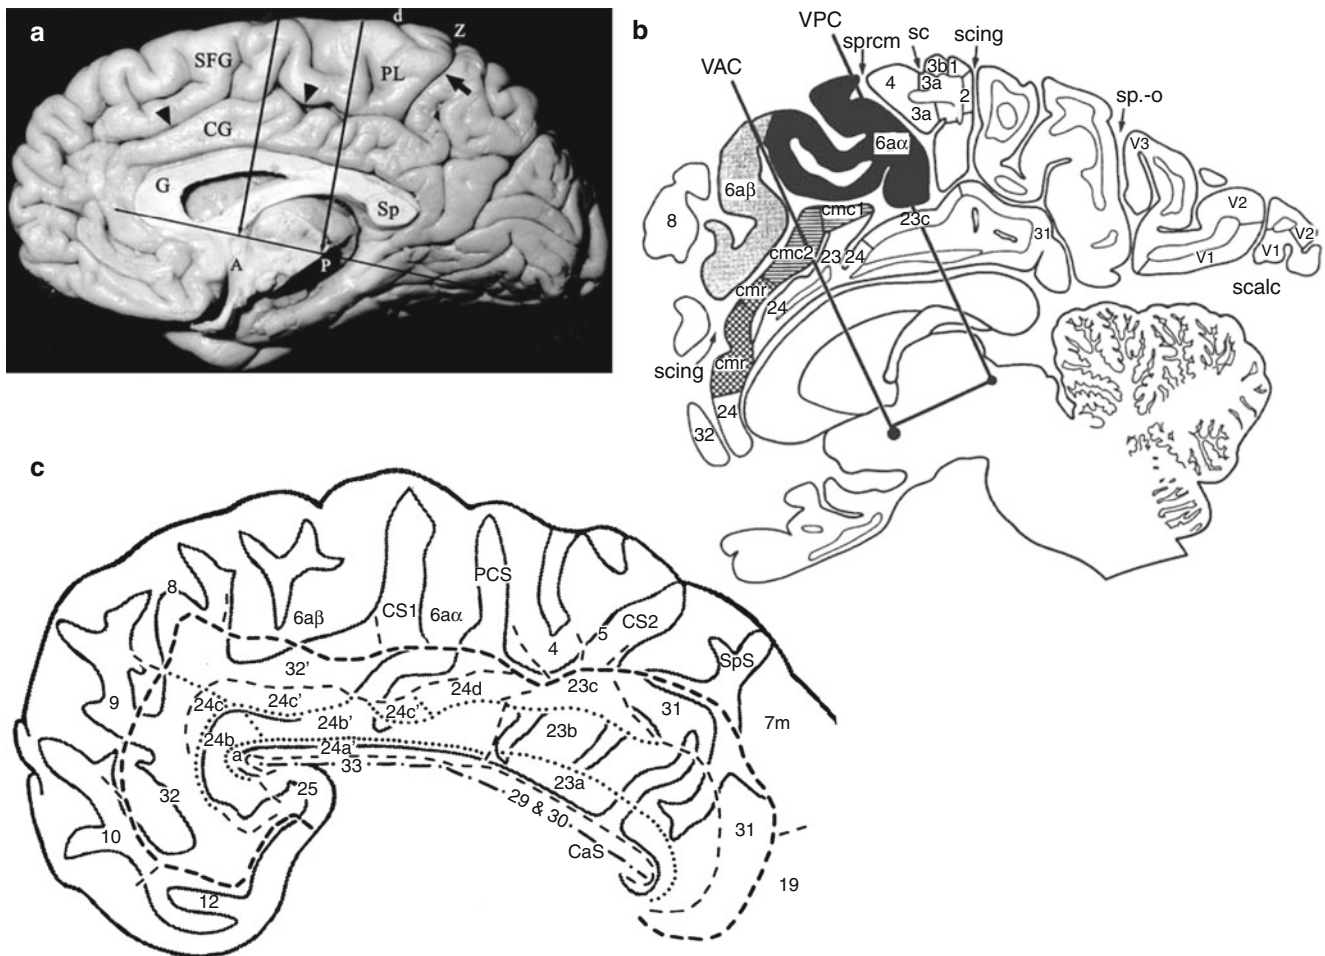 a
d
Z
SFG
PL
CG
G
Sp
A
P
b
VPC
sprcm
sc
scing
VAC
4
3b
1
3a
2
3a
sp.-o
6aα
V3
6aβ
8
cmc1
23c
V2
V2
31
cmc2
23
24
V1
V1
cmr
24
scalc
scing
cmr
24
32
c
PCS
8
6aβ
CS1
6aα
5
CS2
4
SpS
32'
9
24c
24c'
24d
23c
24c'
31
7m
24b
24b'
23b
a
24a'
33
23a
25
32
29 & 30
10
31
CaS
19
12